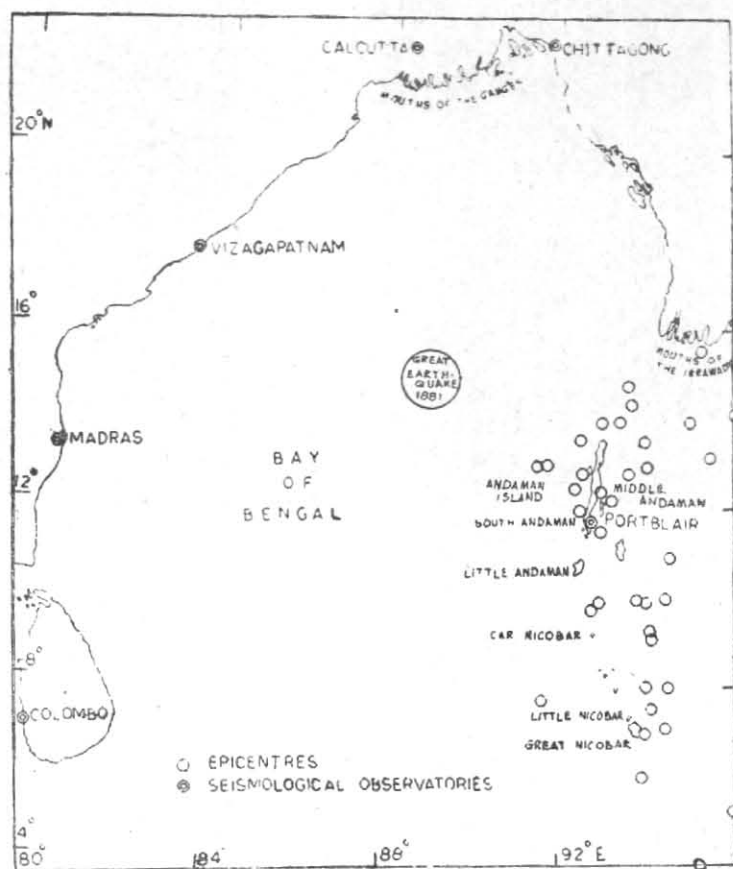 CALCUTTA
CHITTAGONG
MOUTHS OF THE GANGES
20°N
VIZAGAPATNAM
16°
GREAT
EARTH-
QUAKE
1881
MOUTHS OF
THE IRRAWADY
MADRAS
BAY
OF
BENGAL
12°
ANDAMAN
ISLAND
MIDDLE
ANDAMAN
SOUTH ANDAMAN
PORTBLAIR
LITTLE ANDAMAN
CAR NICOBAR
8°
COLOMBO
LITTLE NICOBAR
GREAT NICOBAR
EPICENTRES
SEISMOLOGICAL OBSERVATORIES
4°
80°
84°
88°
92°E